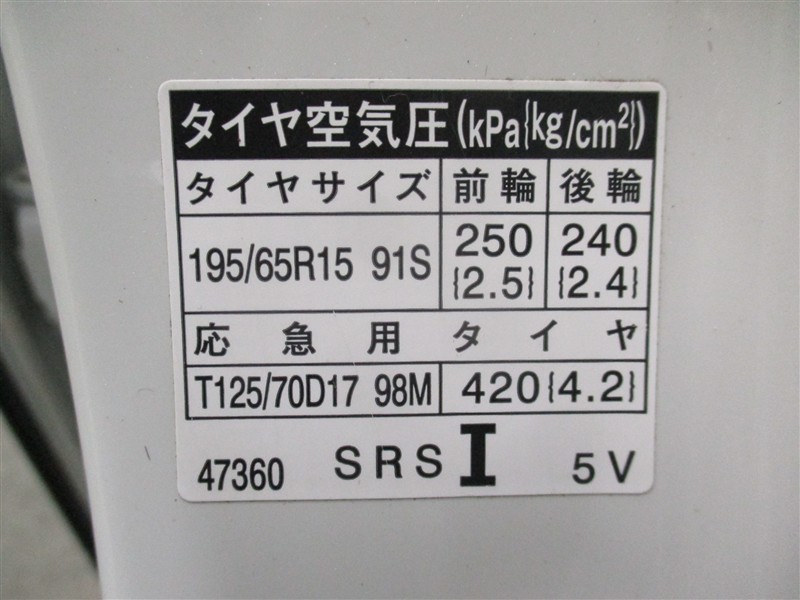 タイヤ空気圧(kPa{kg/cm²})
タイヤサイズ 前輪 後輪
195/65R15 91S 250 {2.5} 240 {2.4}
応急用タイヤ
T125/70D17 98M 420{4.2}
47360 SRS I 5V